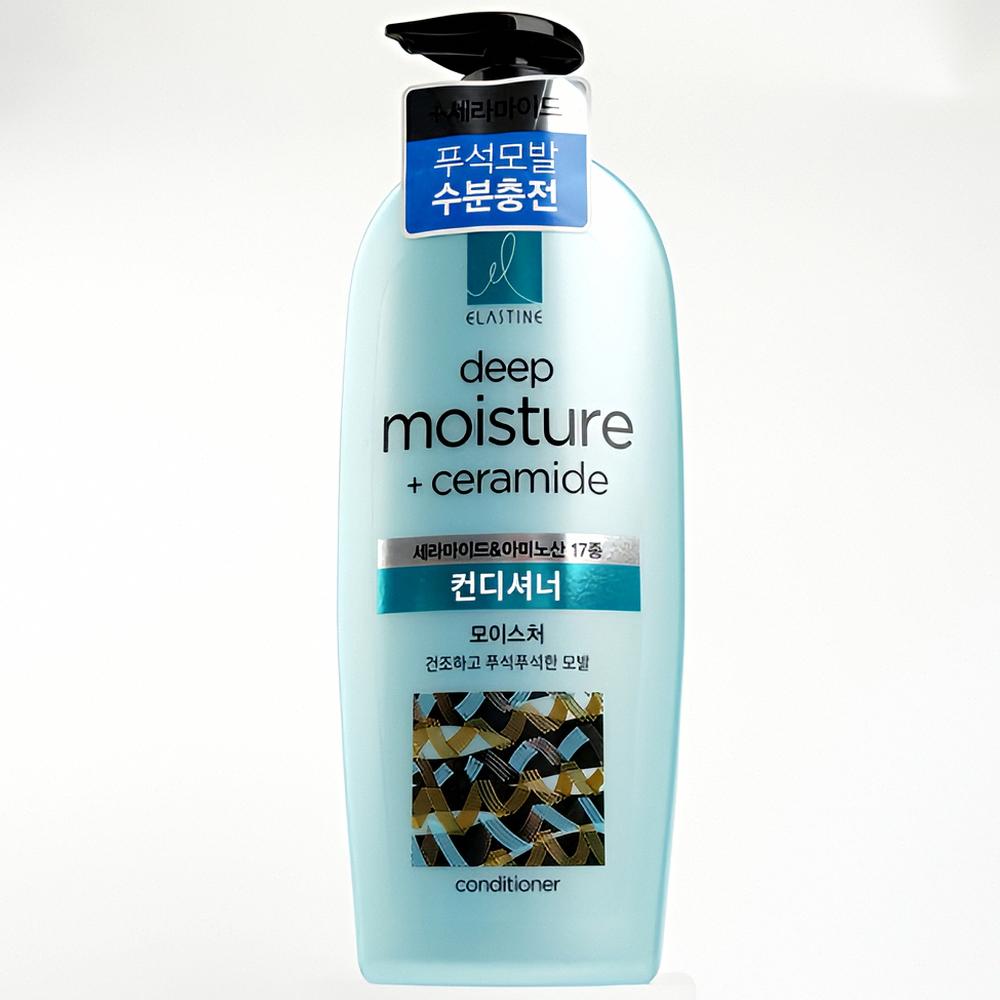 +세라마이드
푸석모발
수분충전
el
ELASTINE
deep
moisture
+ ceramide
세라마이드&아미노산 17종
컨디셔너
모이스처
건조하고 푸석푸석한 모발
conditioner